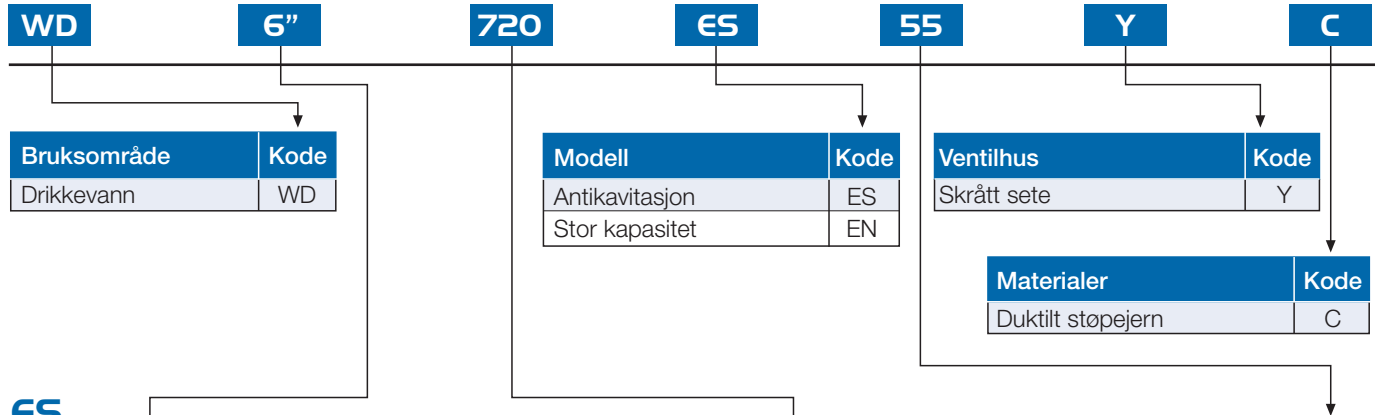 WD 6” 720 ES 55 Y C
Bruksområde Kode
Drikkevann WD
Modell Kode
Antikavitasjon ES
Stor kapasitet EN
Ventilhus Kode
Skrått sete Y
Materialer Kode
Duktilt støpejern C
ES